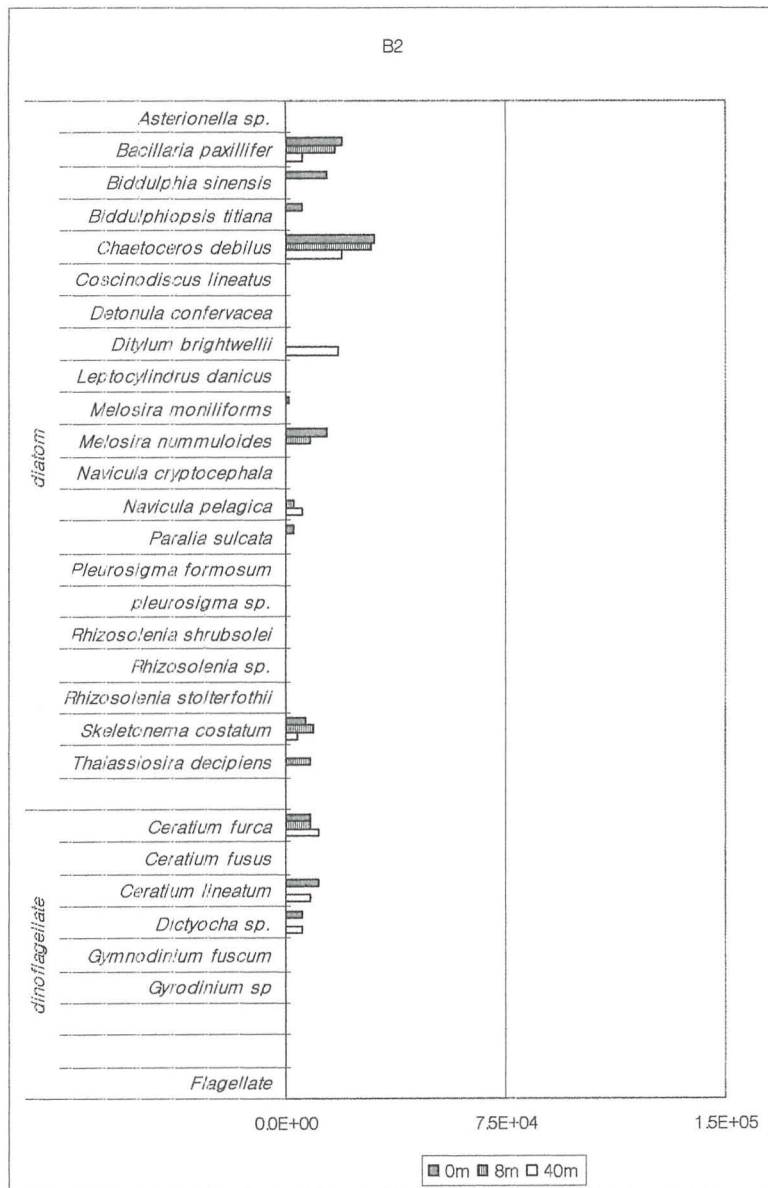 B2
diatom
Asterionella sp.
Bacillaria paxillifer
Biddulphia sinensis
Biddulphiopsis titiana
Chaetoceros debilus
Coscinodiscus lineatus
Detonula confervacea
Ditylum brightwellii
Leptocylindrus danicus
Melosira moniliforms
Melosira nummuloides
Navicula cryptocephala
Navicula pelagica
Paralia sulcata
Pleurosigma formosum
pleurosigma sp.
Rhizosolenia shrubsolei
Rhizosolenia sp.
Rhizosolenia stolterfothii
Skeletonema costatum
Thalassiosira decipiens
dinoflagellate
Ceratium furca
Ceratium fusus
Ceratium lineatum
Dictyocha sp.
Gymnodinium fuscum
Gyrodinium sp
Flagellate
0.0E+00 7.5E+04 1.5E+05
0m 8m 40m